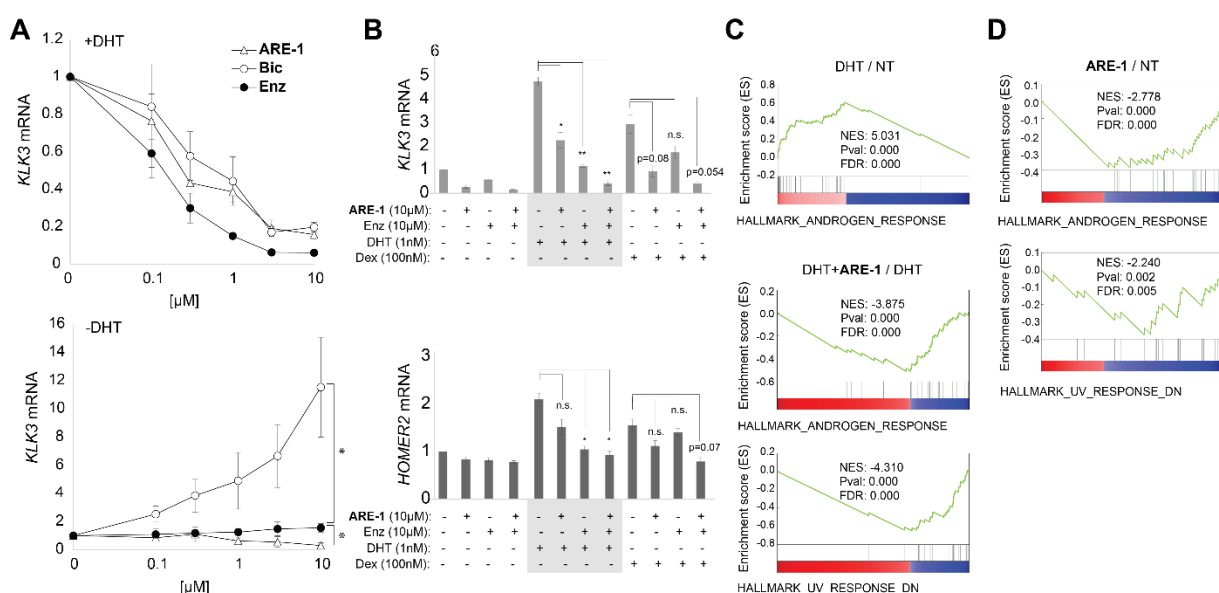 A
+DHT
ARE-1
Bic
Enz
KLK3 mRNA
1.2
1
0.8
0.6
0.4
0.2
0
0
0.1
1
10
[µM]
-DHT
KLK3 mRNA
16
14
12
10
8
6
4
2
0
*
*
0
0.1
1
10
[µM]
B
KLK3 mRNA
6
5
4
3
2
1
0
*
**
**
p=0.08
n.s.
p=0.054
ARE-1 (10µM): - + - + - + - + - + - +
Enz (10µM): - - + + - - + + - - + +
DHT (1nM): - - - - + + + + - - - -
Dex (100nM): - - - - - - - - + + + +
HOMER2 mRNA
3
2
1
0
n.s.
*
*
n.s.
n.s.
p=0.07
ARE-1 (10µM): - + - + - + - + - + - +
Enz (10µM): - - + + - - + + - - + +
DHT (1nM): - - - - + + + + - - - -
Dex (100nM): - - - - - - - - + + + +
C
DHT / NT
Enrichment score (ES)
0.8
0.6
0.4
0.2
0.0
-0.2
NES: 5.031
Pval: 0.000
FDR: 0.000
HALLMARK_ANDROGEN_RESPONSE
DHT+ARE-1 / DHT
Enrichment score (ES)
0.2
0.0
-0.2
-0.4
-0.6
NES: -3.875
Pval: 0.000
FDR: 0.000
HALLMARK_ANDROGEN_RESPONSE
Enrichment score (ES)
0.2
0.0
-0.2
-0.4
-0.6
-0.8
NES: -4.310
Pval: 0.000
FDR: 0.000
HALLMARK_UV_RESPONSE_DN
D
ARE-1 / NT
Enrichment score (ES)
0.1
0.0
-0.1
-0.2
-0.3
-0.4
NES: -2.778
Pval: 0.000
FDR: 0.000
HALLMARK_ANDROGEN_RESPONSE
Enrichment score (ES)
0.1
0.0
-0.1
-0.2
-0.3
-0.4
NES: -2.240
Pval: 0.002
FDR: 0.005
HALLMARK_UV_RESPONSE_DN